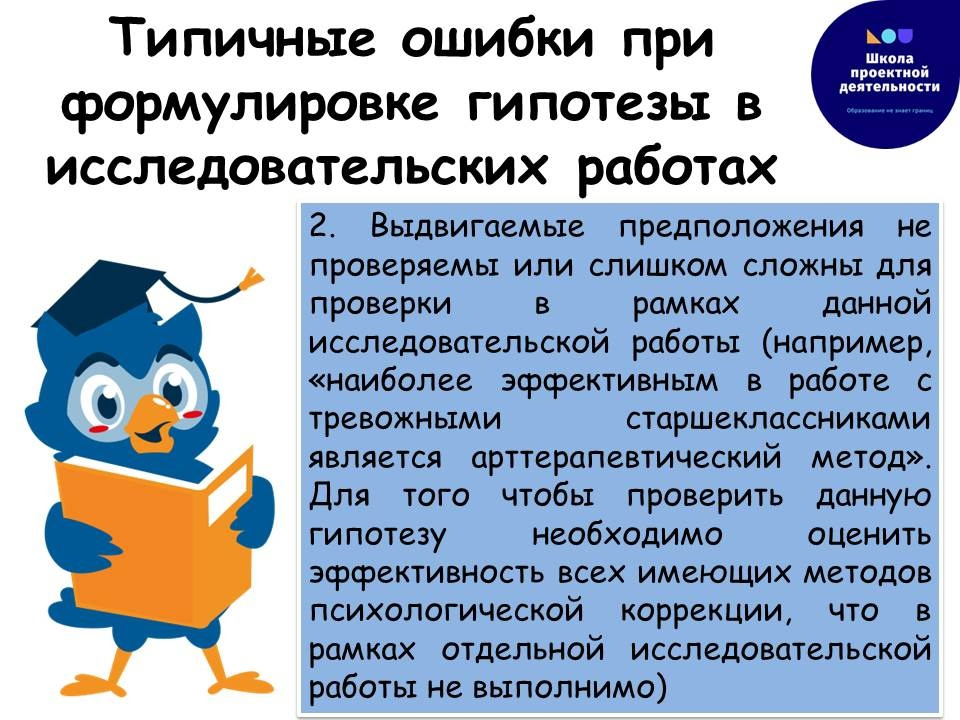 Типичные ошибки при
формулировке гипотезы в
исследовательских работах
Школа
проектной
деятельности
Образование не знает границ
2. Выдвигаемые предположения не
проверяемы или слишком сложны для
проверки в рамках данной
исследовательской работы (например,
«наиболее эффективным в работе с
тревожными старшеклассниками
является арттерапевтический метод».
Для того чтобы проверить данную
гипотезу необходимо оценить
эффективность всех имеющих методов
психологической коррекции, что в
рамках отдельной исследовательской
работы не выполнимо)